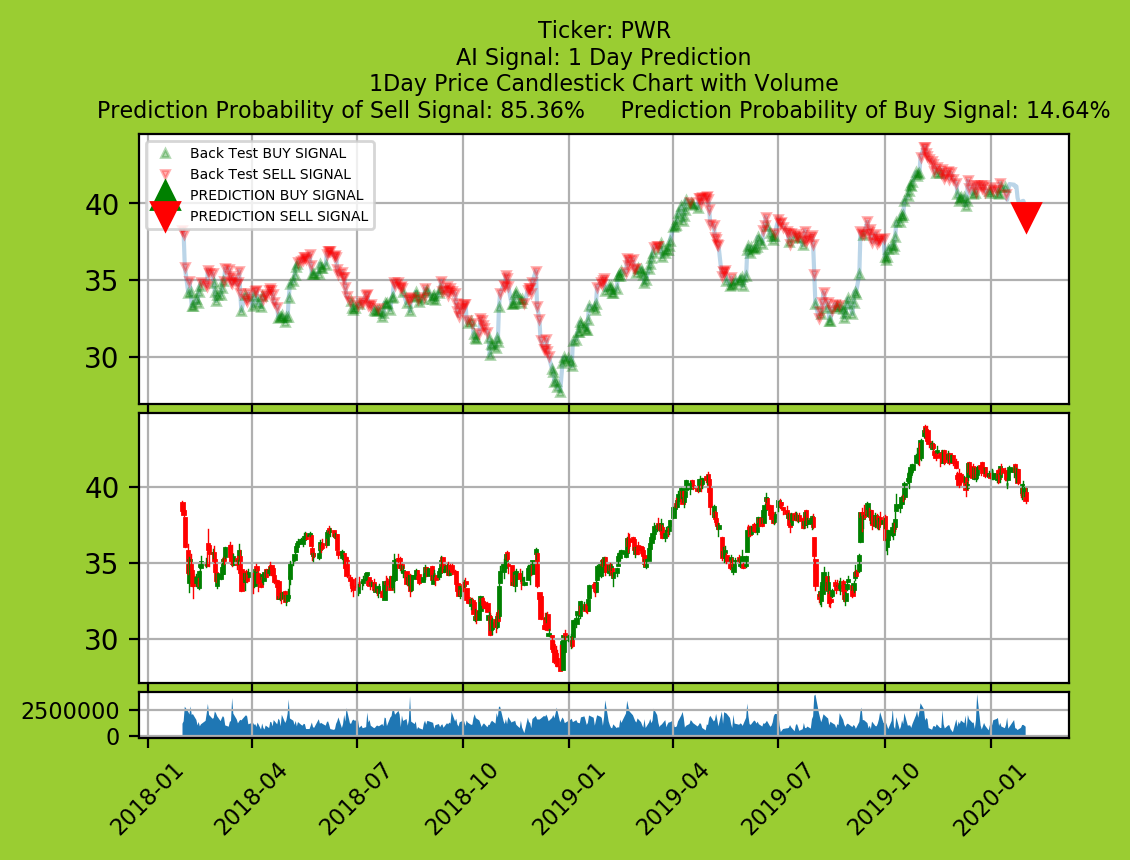 Ticker: PWR
AI Signal: 1 Day Prediction
1Day Price Candlestick Chart with Volume
Prediction Probability of Sell Signal: 85.36% Prediction Probability of Buy Signal: 14.64%
Back Test BUY SIGNAL
Back Test SELL SIGNAL
PREDICTION BUY SIGNAL
PREDICTION SELL SIGNAL
40
35
30
40
35
30
2500000
0
2018-01
2018-04
2018-07
2018-10
2019-01
2019-04
2019-07
2019-10
2020-01